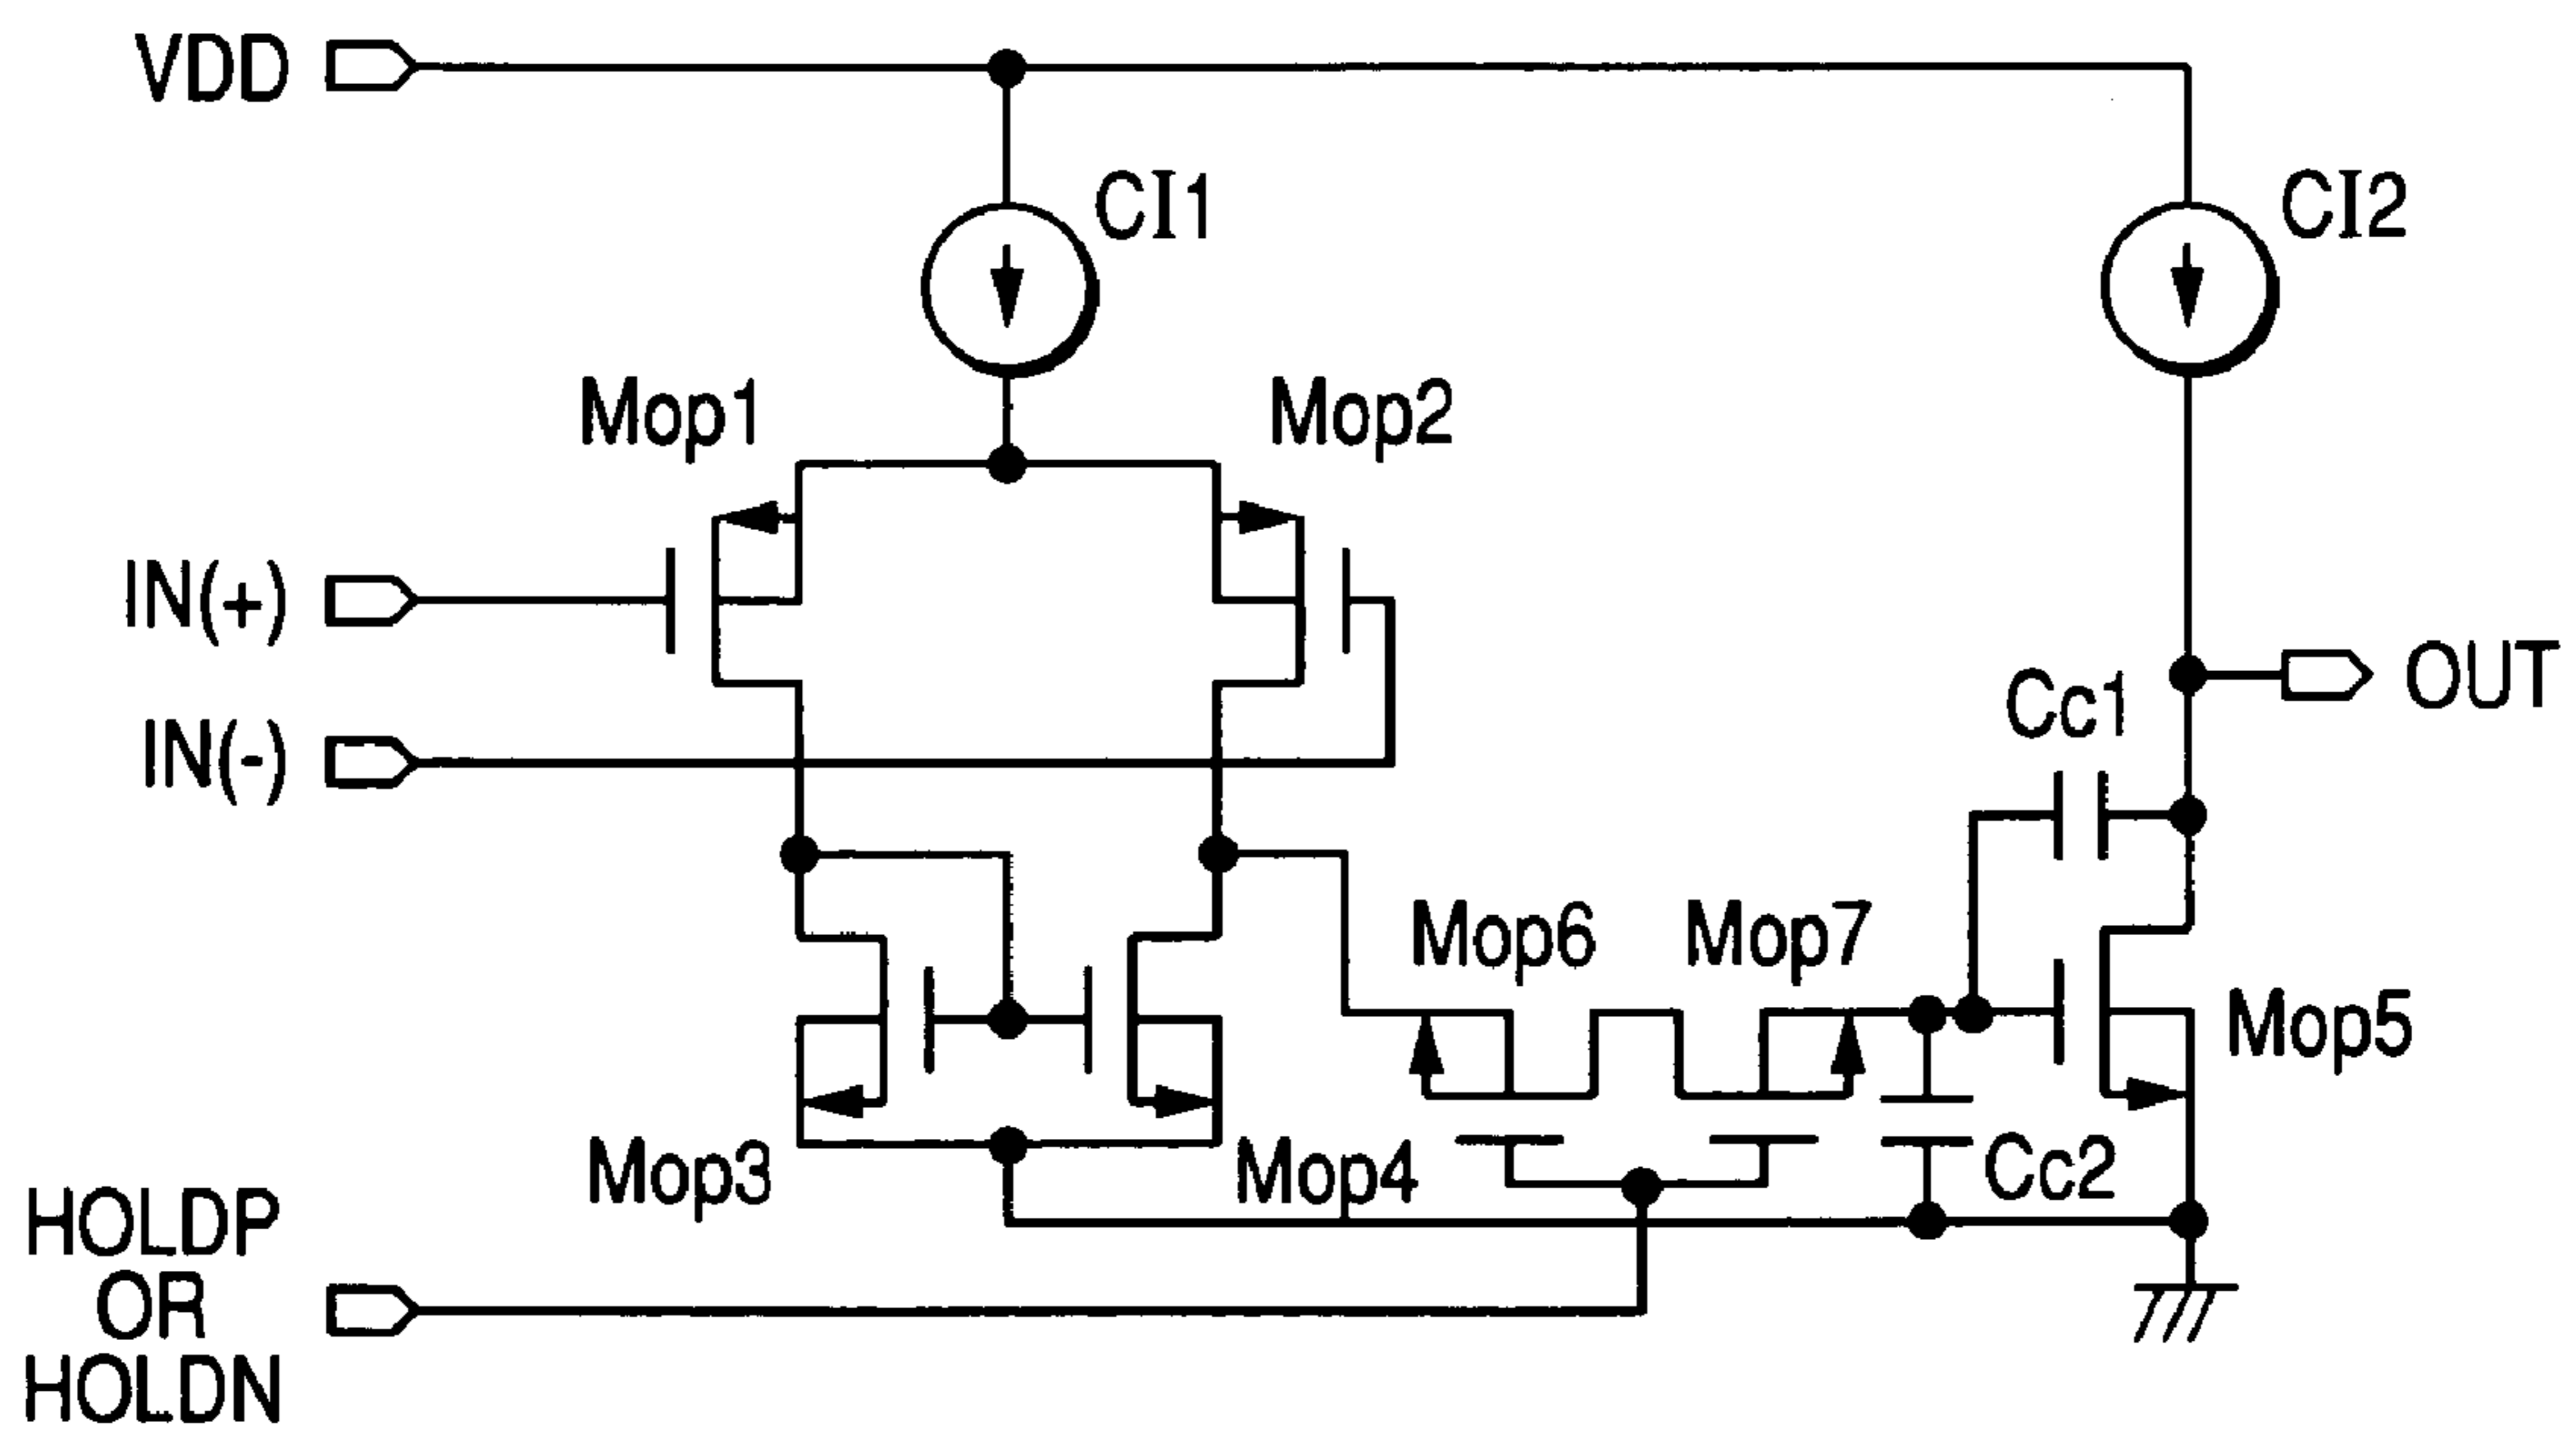 VDD
CI1
CI2
Mop1
Mop2
IN(+)
IN(-)
OUT
Cc1
Mop6
Mop7
Mop5
Mop3
Mop4
Cc2
HOLDP
OR
HOLDN